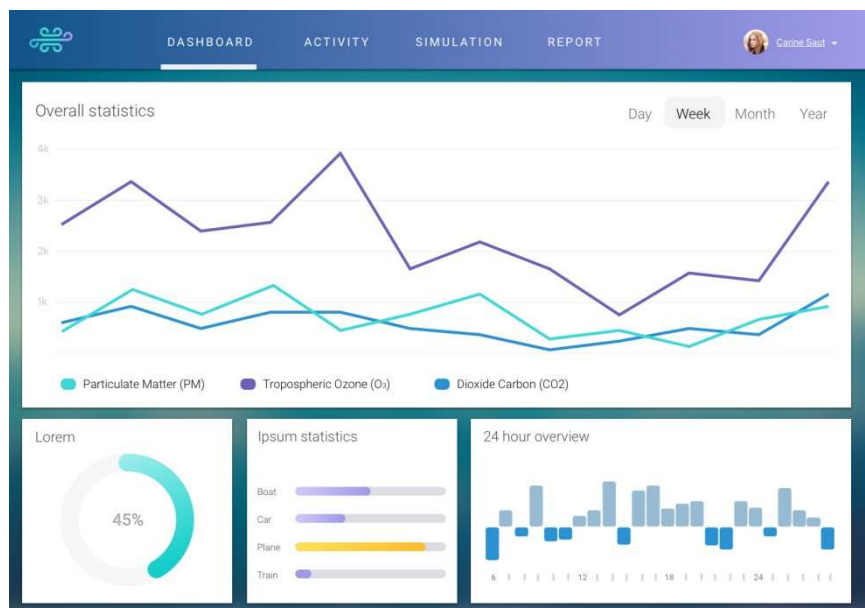 DASHBOARD ACTIVITY SIMULATION REPORT Carine Saut
Overall statistics
Day Week Month Year
4k
3k
2k
1k
Particulate Matter (PM) Tropospheric Ozone (O₃) Dioxide Carbon (CO2)
Lorem
45%
Ipsum statistics
Boat
Car
Plane
Train
24 hour overview
6 12 18 24